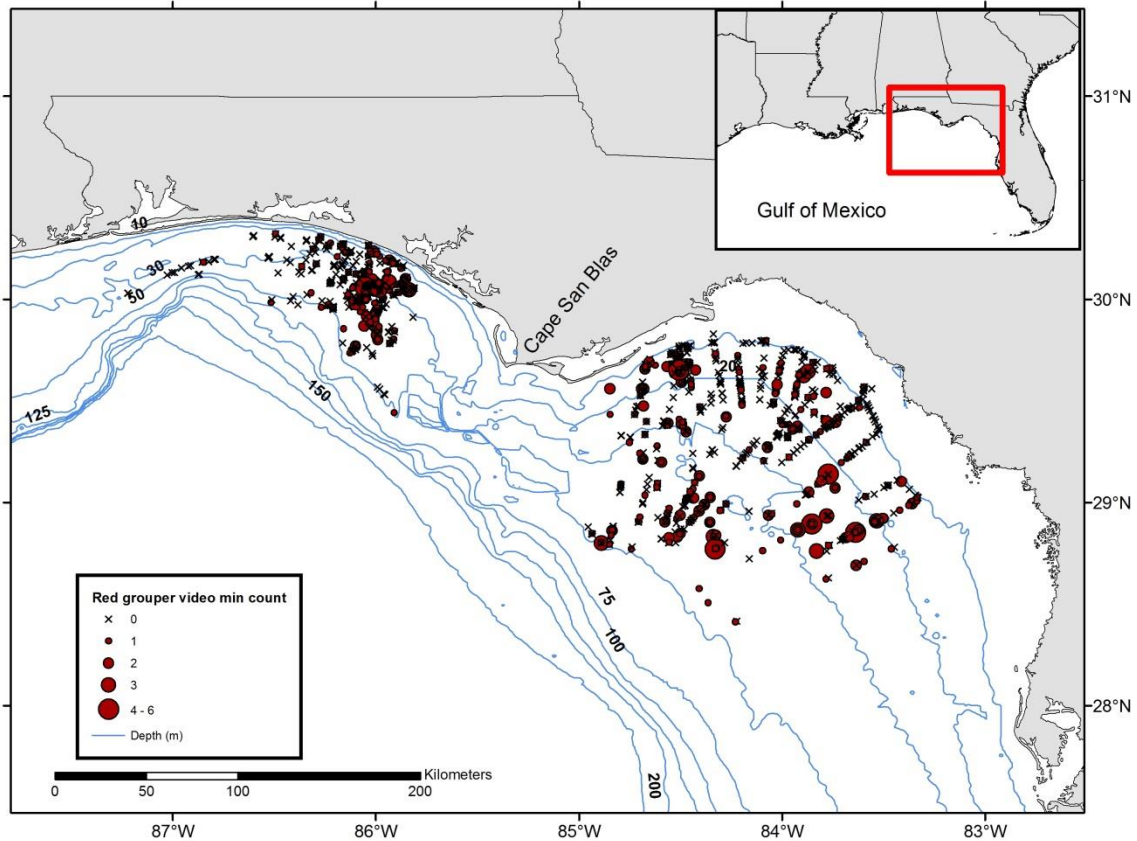 Gulf of Mexico
31°N
30°N
29°N
28°N
10
30
50
125
150
Cape San Blas
20
75
100
200
Red grouper video min count
0
1
2
3
4 - 6
Depth (m)
Kilometers
0 50 100 200
87°W 86°W 85°W 84°W 83°W